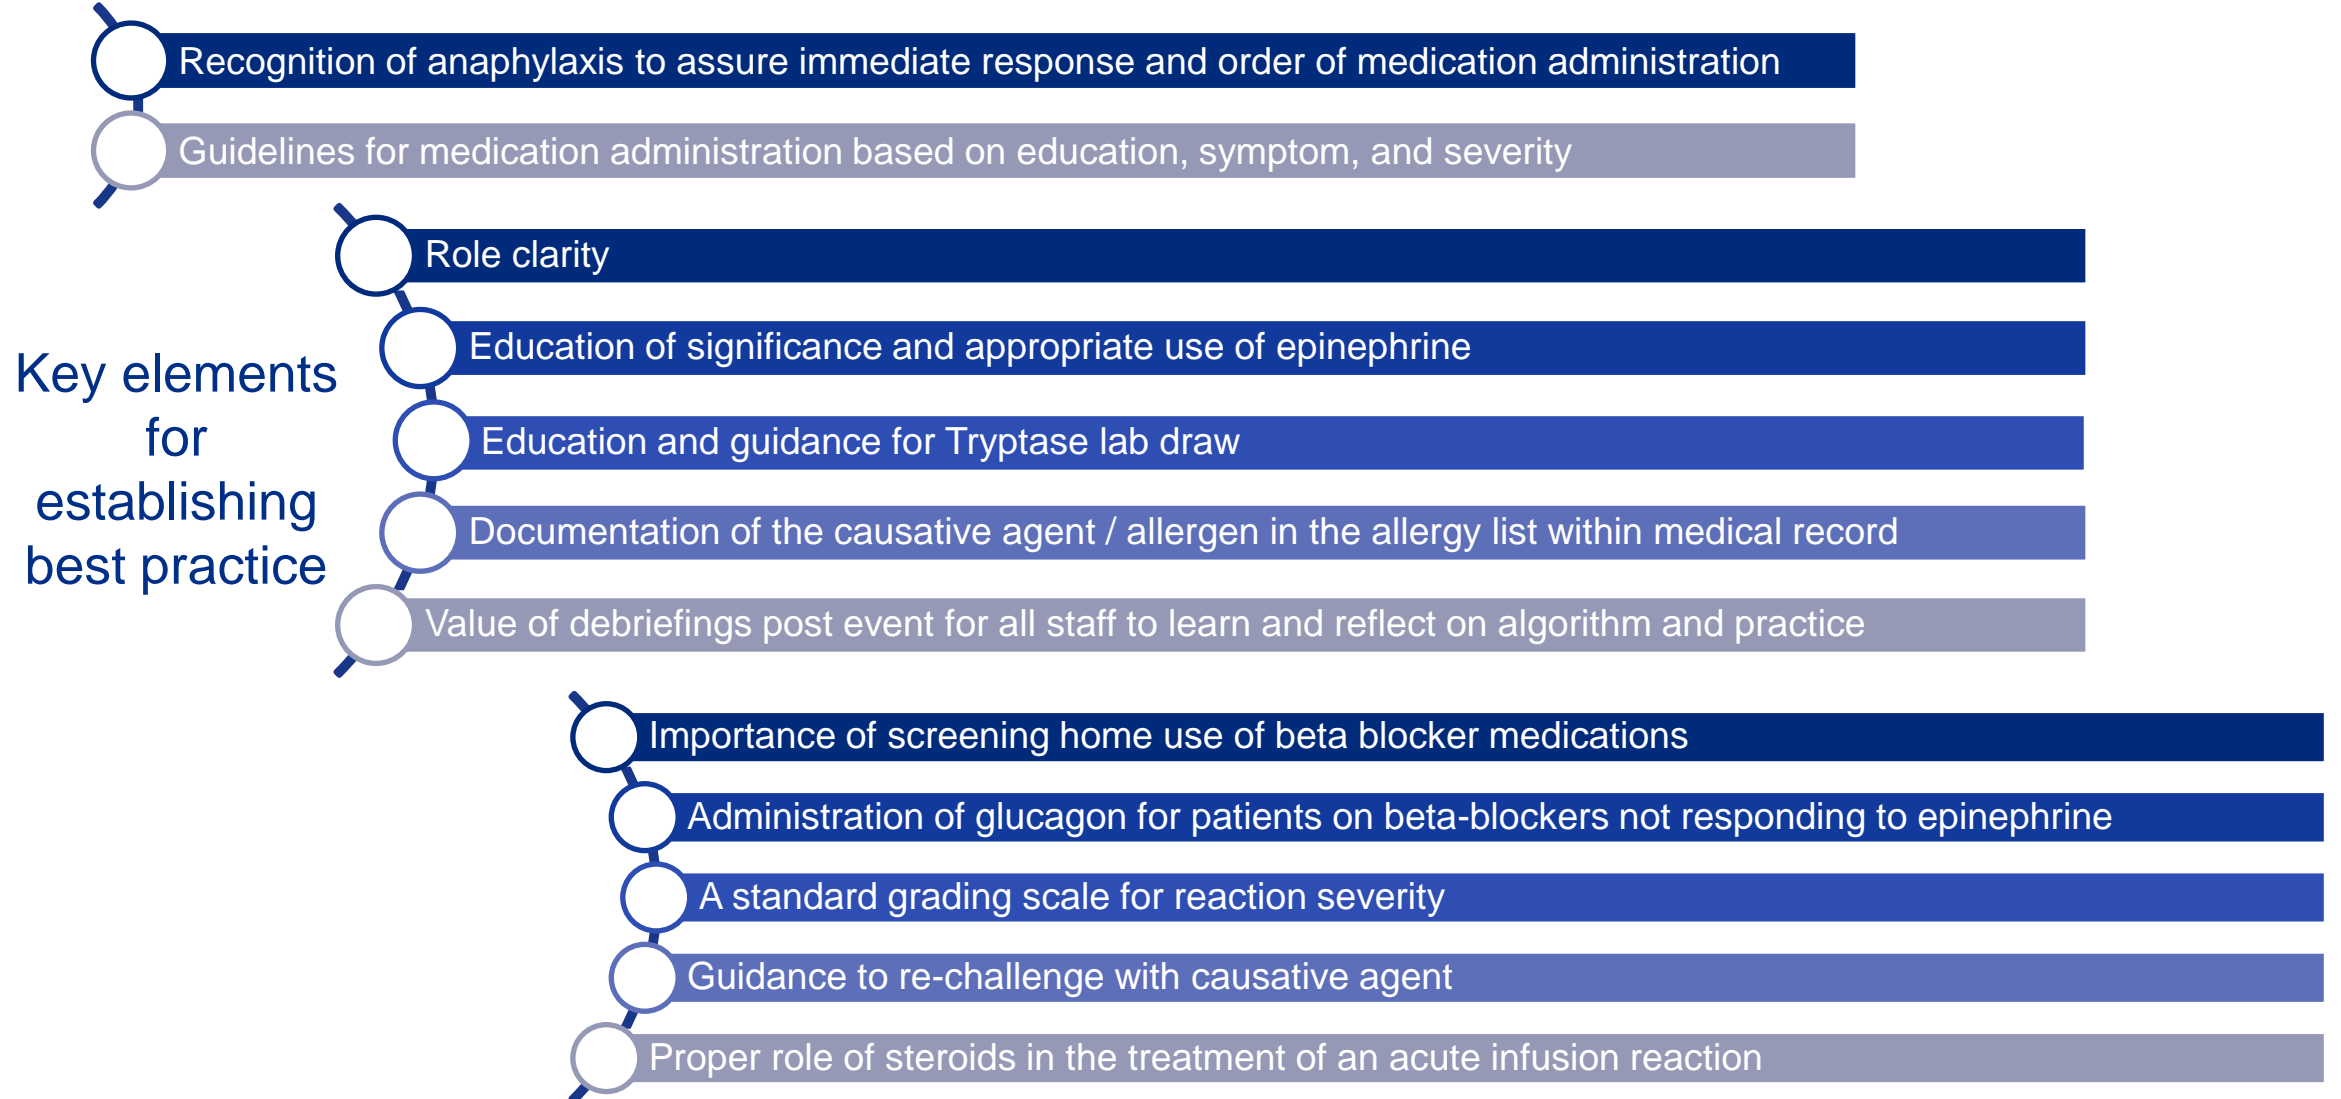 Recognition of anaphylaxis to assure immediate response and order of medication administration
Guidelines for medication administration based on education, symptom, and severity
Key elements
for
establishing
best practice
Role clarity
Education of significance and appropriate use of epinephrine
Education and guidance for Tryptase lab draw
Documentation of the causative agent / allergen in the allergy list within medical record
Value of debriefings post event for all staff to learn and reflect on algorithm and practice
Importance of screening home use of beta blocker medications
Administration of glucagon for patients on beta-blockers not responding to epinephrine
A standard grading scale for reaction severity
Guidance to re-challenge with causative agent
Proper role of steroids in the treatment of an acute infusion reaction